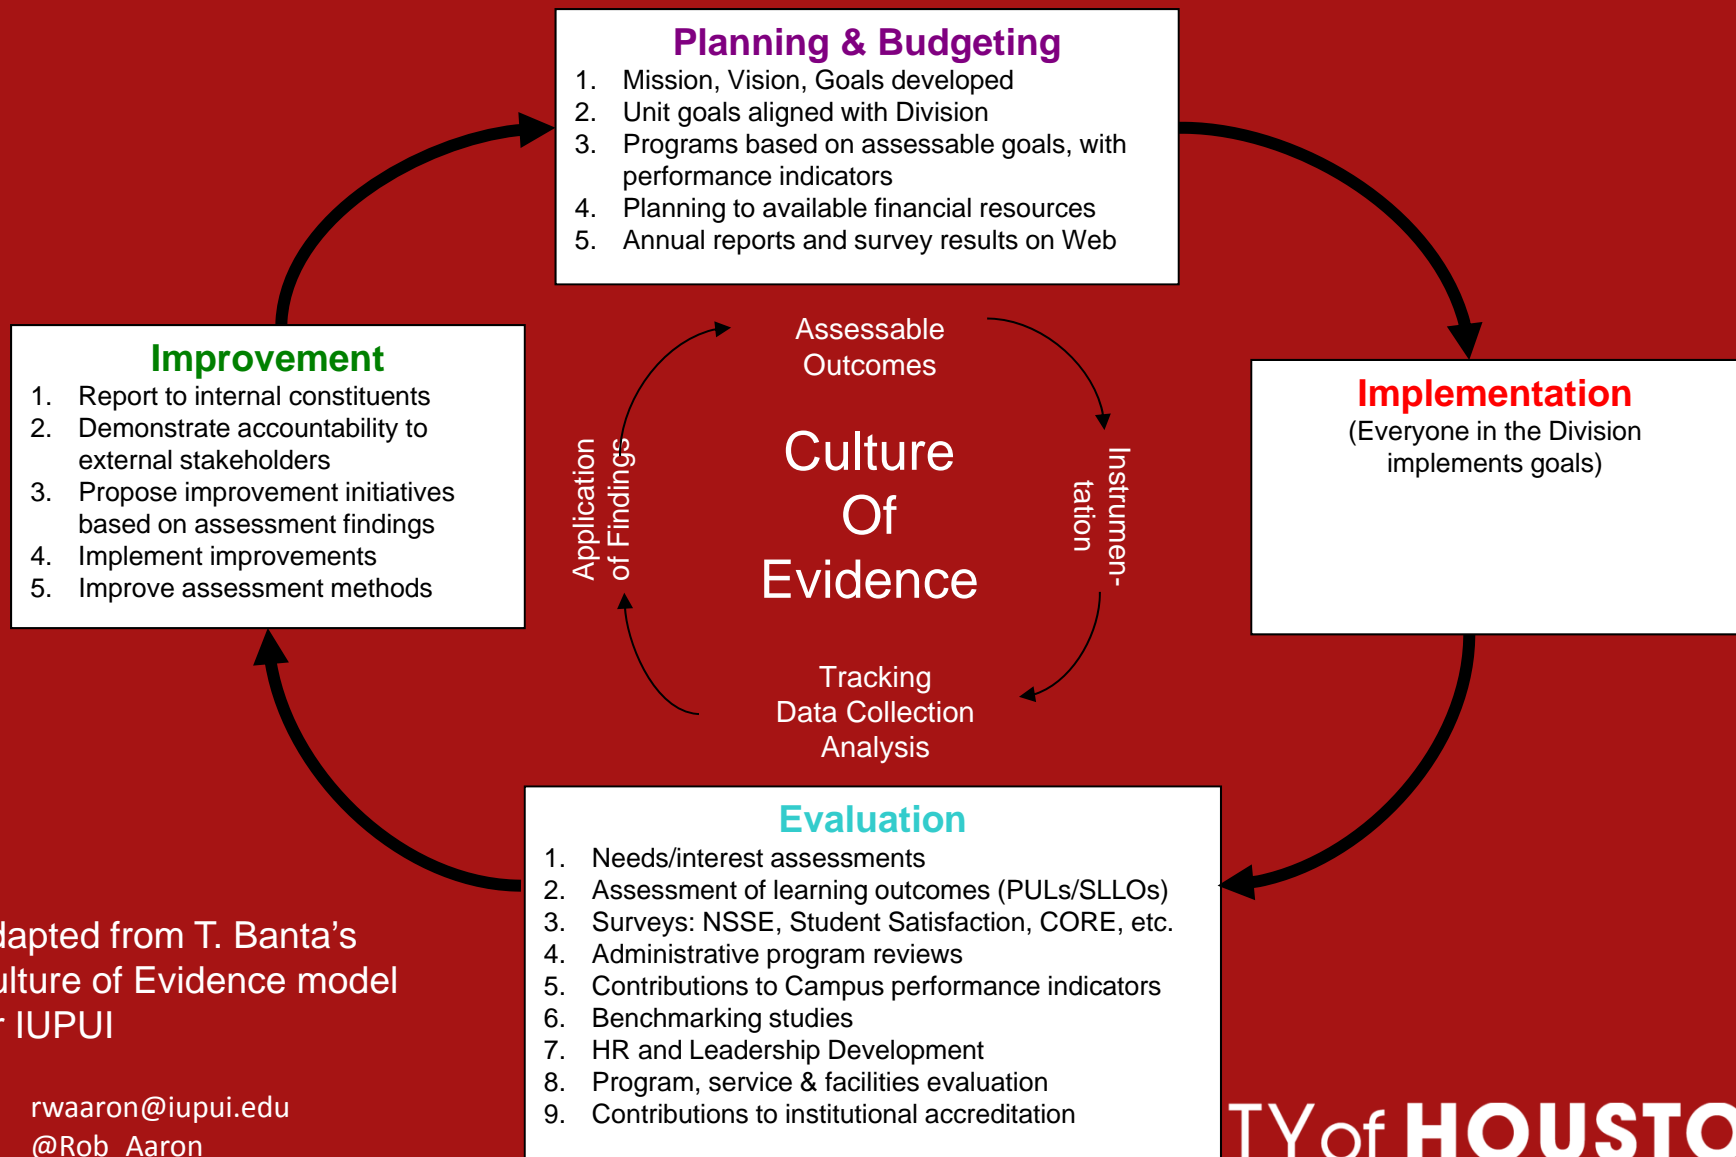 Planning & Budgeting
1. Mission, Vision, Goals developed
2. Unit goals aligned with Division
3. Programs based on assessable goals, with
performance indicators
4. Planning to available financial resources
5. Annual reports and survey results on Web
Improvement
1. Report to internal constituents
2. Demonstrate accountability to
external stakeholders
3. Propose improvement initiatives
based on assessment findings
4. Implement improvements
5. Improve assessment methods
Assessable
Outcomes
Application
of Findings
Culture
Of
Evidence
Instrumen-
tation
Tracking
Data Collection
Analysis
Implementation
(Everyone in the Division
implements goals)
Evaluation
1. Needs/interest assessments
2. Assessment of learning outcomes (PULs/SLLOs)
3. Surveys: NSSE, Student Satisfaction, CORE, etc.
4. Administrative program reviews
5. Contributions to Campus performance indicators
6. Benchmarking studies
7. HR and Leadership Development
8. Program, service & facilities evaluation
9. Contributions to institutional accreditation
dapted from T. Banta's
ulture of Evidence model
r IUPUI
rwaaron@iupui.edu
@Rob_Aaron
TY of HOUSTO